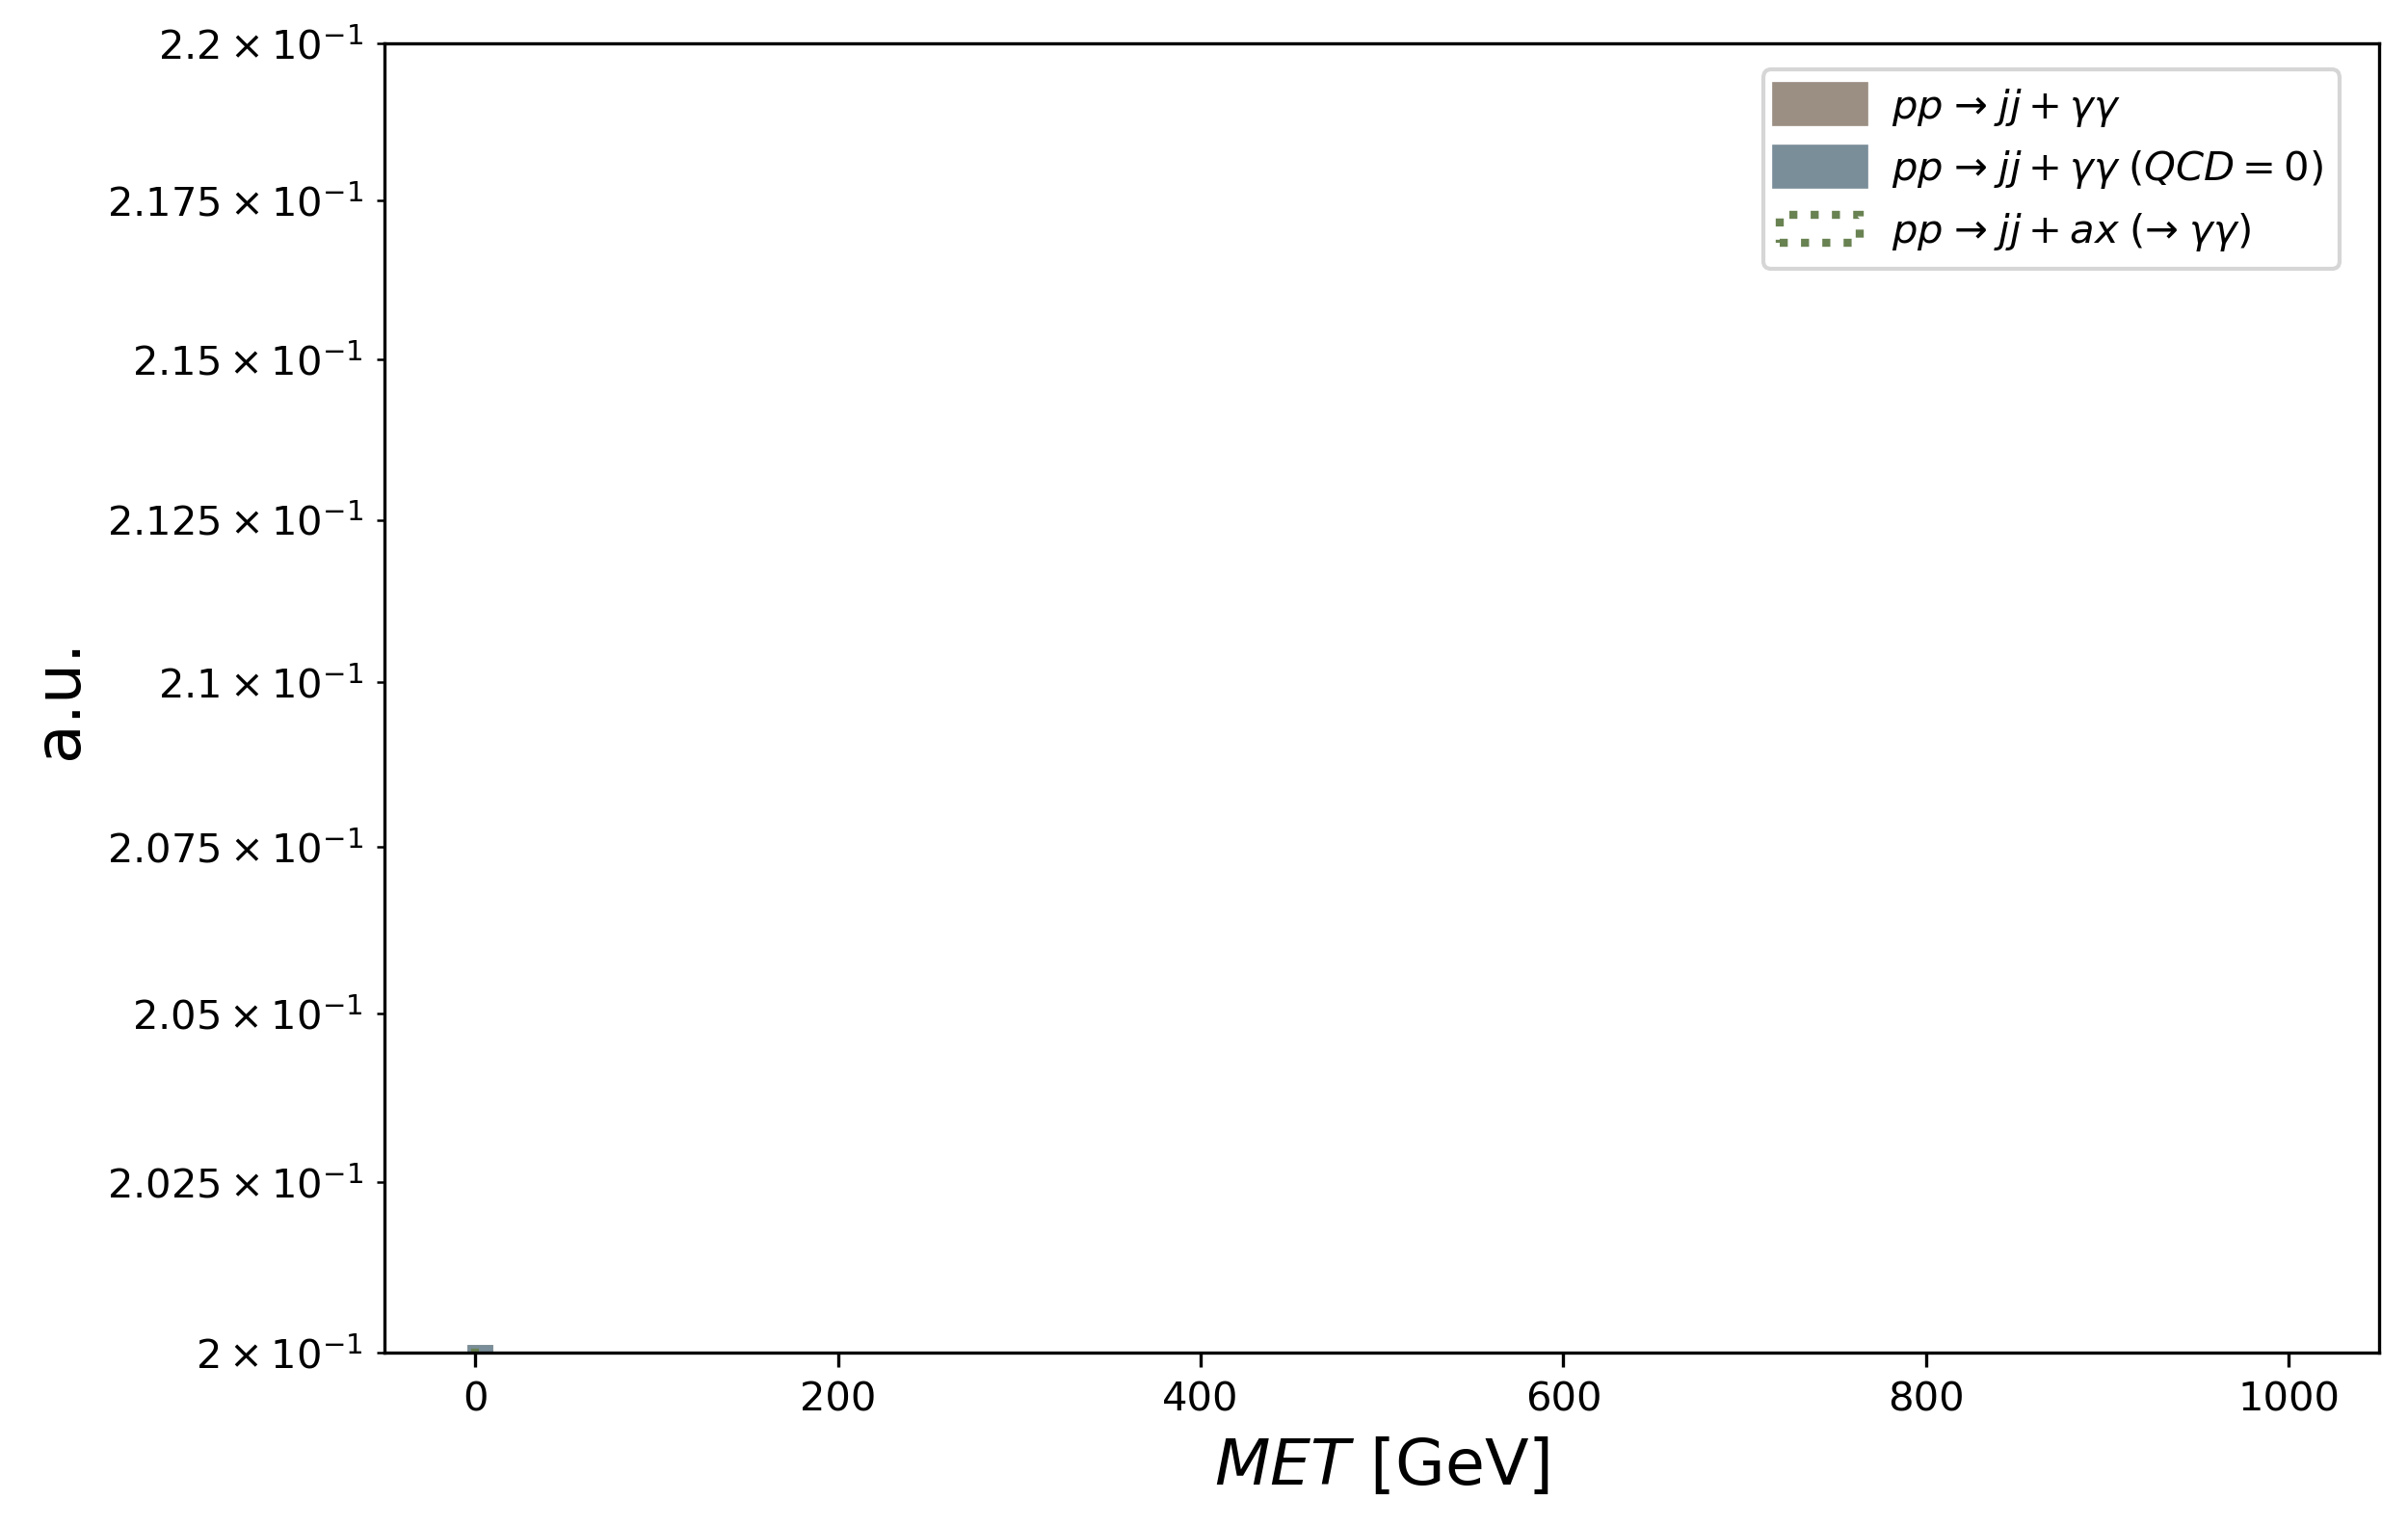 2.2 × 10⁻¹
2.175 × 10⁻¹
2.15 × 10⁻¹
2.125 × 10⁻¹
2.1 × 10⁻¹
2.075 × 10⁻¹
2.05 × 10⁻¹
2.025 × 10⁻¹
2 × 10⁻¹
a.u.
pp → jj + γγ
pp → jj + γγ (QCD = 0)
pp → jj + ax (→ γγ)
0 200 400 600 800 1000
MET [GeV]